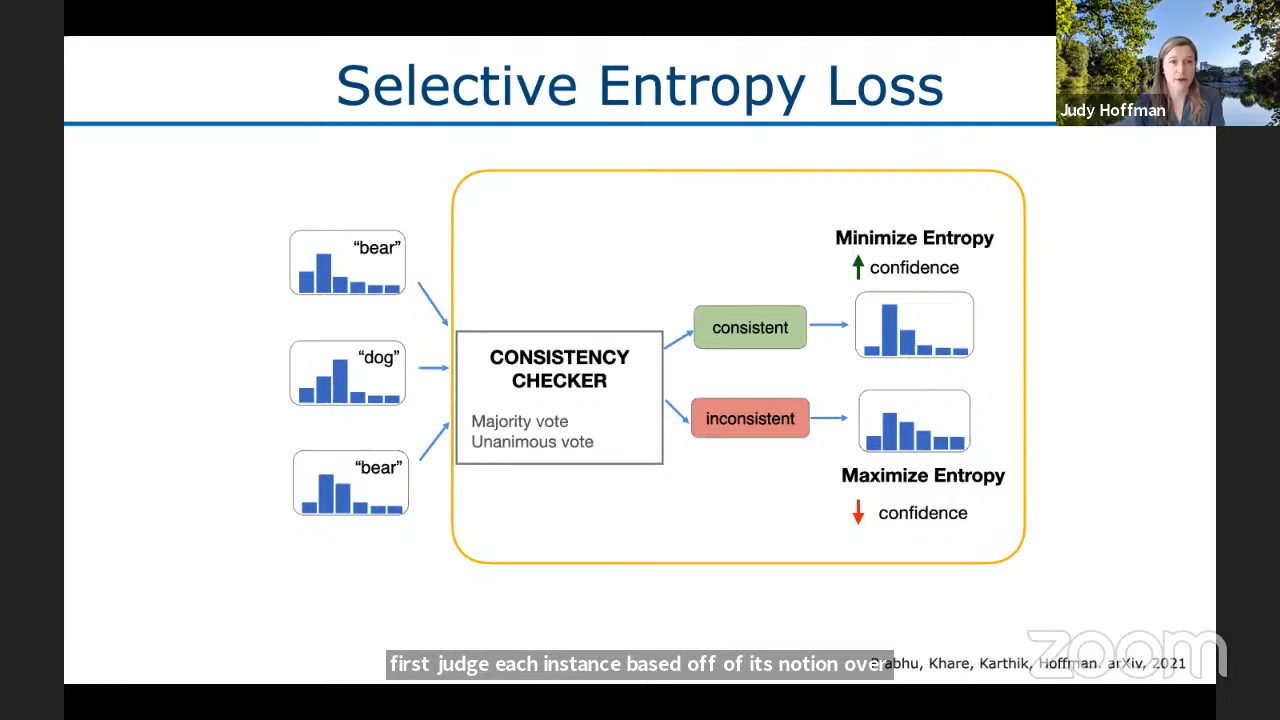 Selective Entropy Loss
Judy Hoffman
“bear”
“dog”
“bear”
CONSISTENCY
CHECKER
Majority vote
Unanimous vote
consistent
inconsistent
Minimize Entropy
confidence
Maximize Entropy
confidence
first judge each instance based off of its notion over
Prabhu, Khare, Karthik, Hoffman. arXiv, 2021
zoom